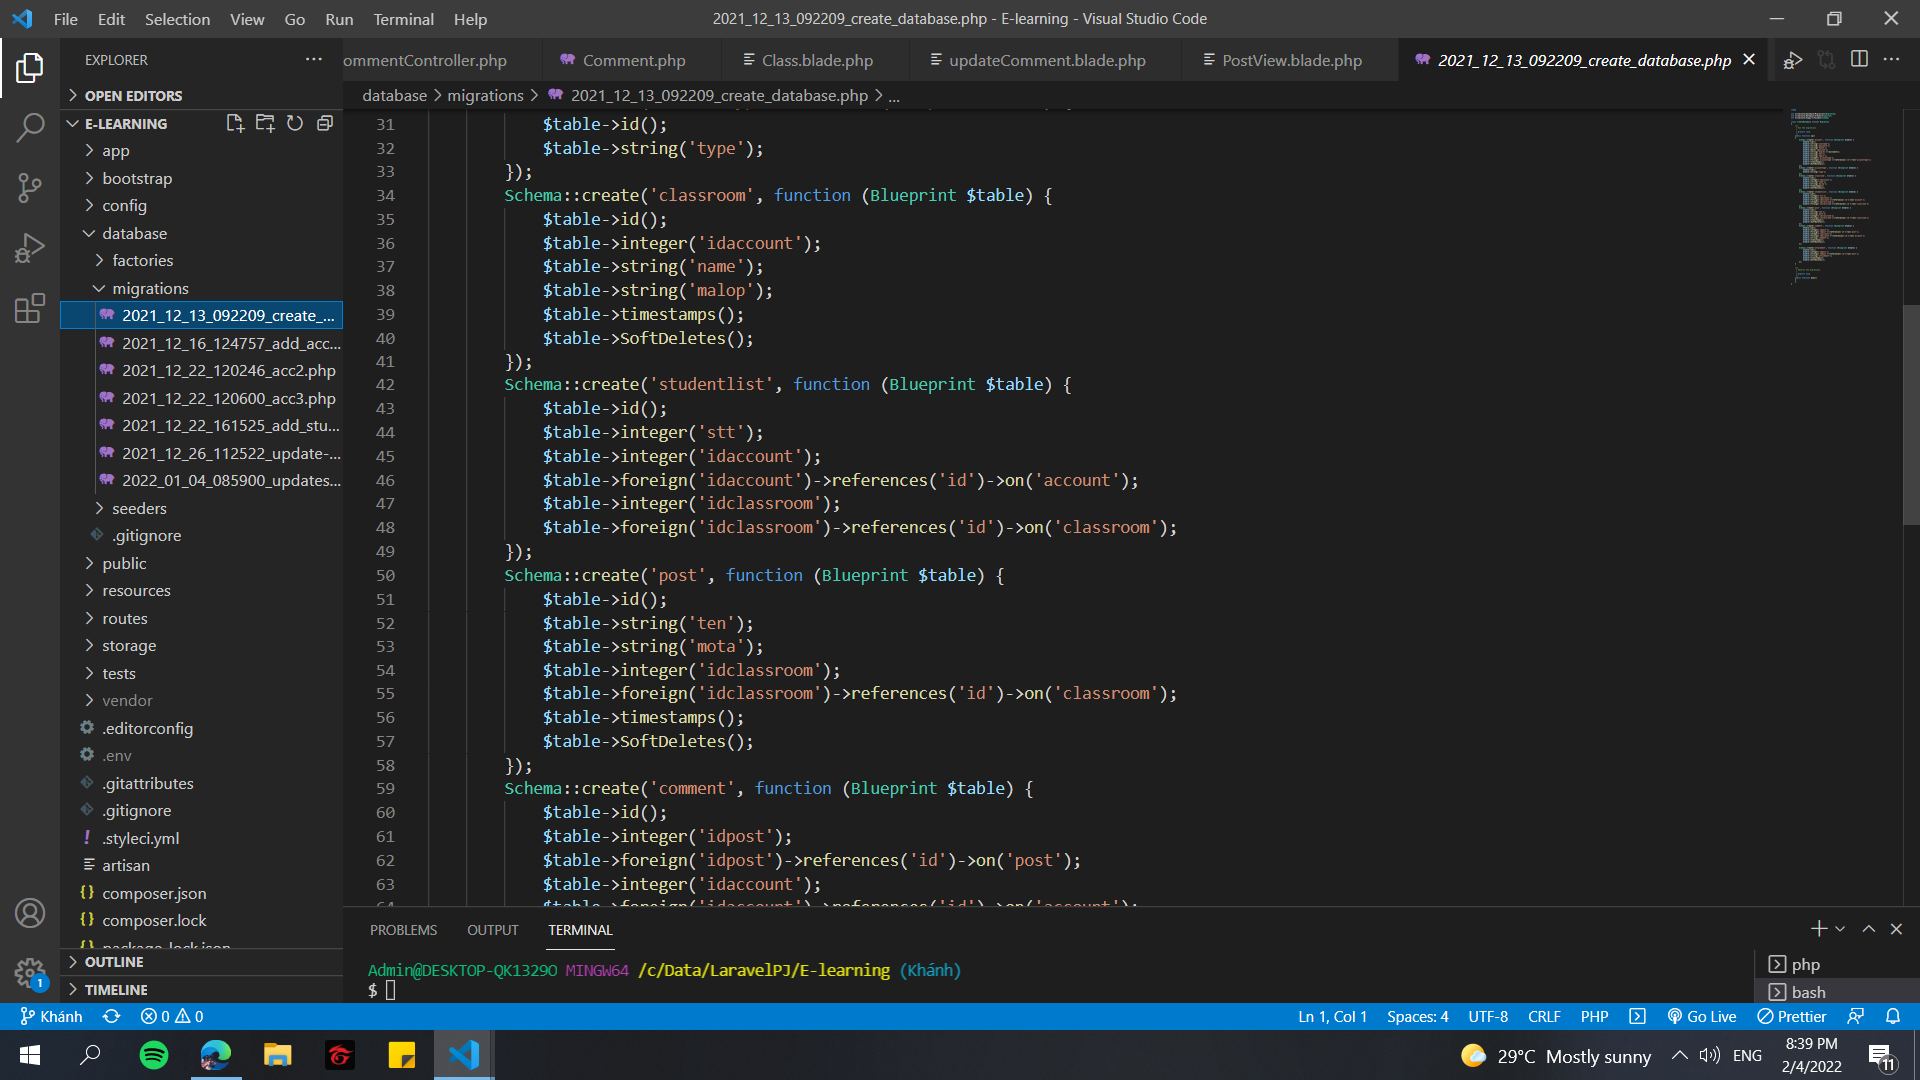 File Edit Selection View Go Run Terminal Help
2021_12_13_092209_create_database.php - E-learning - Visual Studio Code
EXPLORER
ommentController.php
Comment.php
Class.blade.php
updateComment.blade.php
PostView.blade.php
2021_12_13_092209_create_database.php
OPEN EDITORS
E-LEARNING
app
bootstrap
config
database
factories
migrations
2021_12_13_092209_create_...
2021_12_16_124757_add_acc...
2021_12_22_120246_acc2.php
2021_12_22_120600_acc3.php
2021_12_22_161525_add_stu...
2021_12_26_112522_update-...
2022_01_04_085900_updates...
seeders
.gitignore
public
resources
routes
storage
tests
vendor
.editorconfig
.env
.gitattributes
.gitignore
.styleci.yml
artisan
composer.json
composer.lock
package-lock.json
OUTLINE
TIMELINE
database > migrations > 2021_12_13_092209_create_database.php > ...
31 $table->id();
32 $table->string('type');
33 });
34 Schema::create('classroom', function (Blueprint $table) {
35 $table->id();
36 $table->integer('idaccount');
37 $table->string('name');
38 $table->string('malop');
39 $table->timestamps();
40 $table->SoftDeletes();
41 });
42 Schema::create('studentlist', function (Blueprint $table) {
43 $table->id();
44 $table->integer('stt');
45 $table->integer('idaccount');
46 $table->foreign('idaccount')->references('id')->on('account');
47 $table->integer('idclassroom');
48 $table->foreign('idclassroom')->references('id')->on('classroom');
49 });
50 Schema::create('post', function (Blueprint $table) {
51 $table->id();
52 $table->string('ten');
53 $table->string('mota');
54 $table->integer('idclassroom');
55 $table->foreign('idclassroom')->references('id')->on('classroom');
56 $table->timestamps();
57 $table->SoftDeletes();
58 });
59 Schema::create('comment', function (Blueprint $table) {
60 $table->id();
61 $table->integer('idpost');
62 $table->foreign('idpost')->references('id')->on('post');
63 $table->integer('idaccount');
64 $table->foreign('idaccount')->references('id')->on('account');
PROBLEMS OUTPUT TERMINAL
Admin@DESKTOP-QK1329O MINGW64 /c/Data/LaravelPJ/E-learning (Khánh)
$
php
bash
1
Khánh 0 0
Ln 1, Col 1 Spaces: 4 UTF-8 CRLF PHP Go Live Prettier
29°C Mostly sunny
ENG
8:39 PM
2/4/2022
11